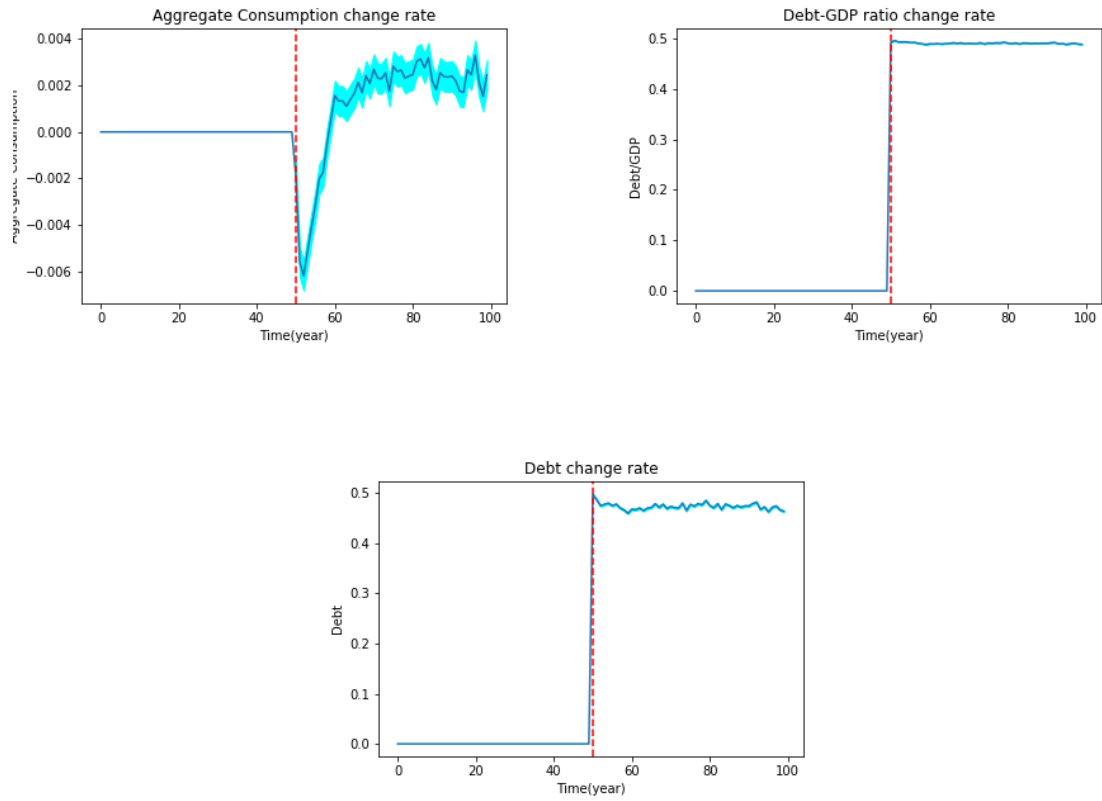 Aggregate Consumption change rate
0.004
0.002
0.000
−0.002
−0.004
−0.006
Aggregate Consumption
0 20 40 60 80 100
Time(year)
Debt-GDP ratio change rate
0.5
0.4
0.3
0.2
0.1
0.0
Debt/GDP
0 20 40 60 80 100
Time(year)
Debt change rate
0.5
0.4
0.3
0.2
0.1
0.0
Debt
0 20 40 60 80 100
Time(year)